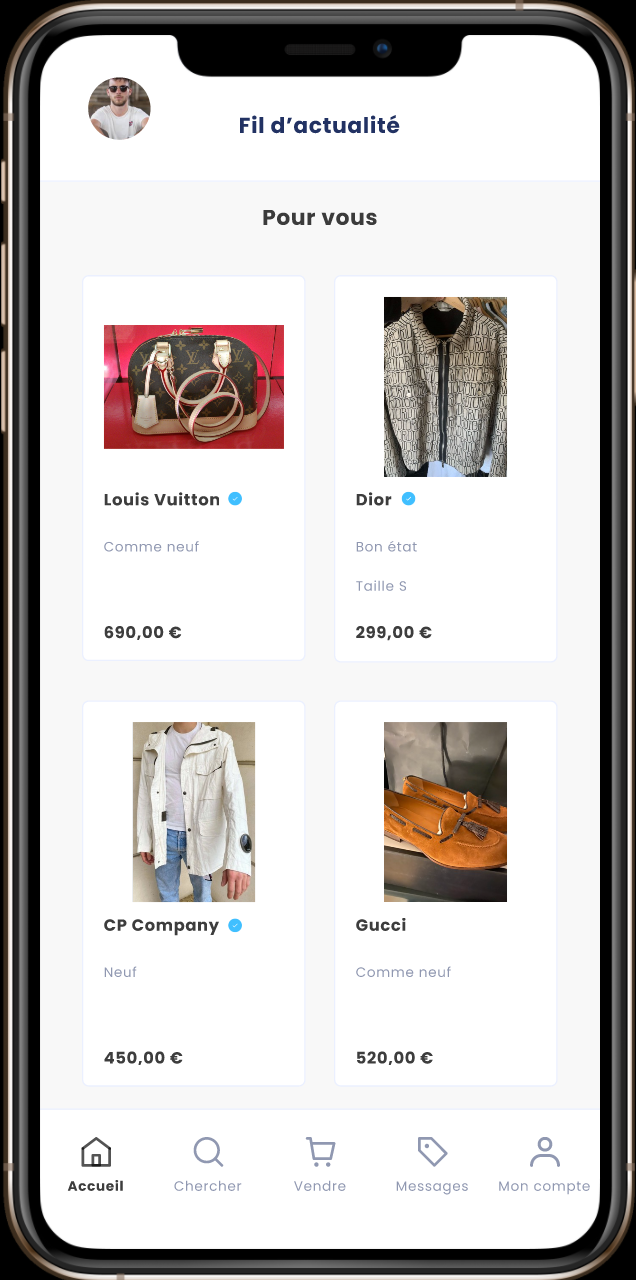 Fil d’actualité
Pour vous
Louis Vuitton
Comme neuf
690,00 €
Dior
Bon état
Taille S
299,00 €
CP Company
Neuf
450,00 €
Gucci
Comme neuf
520,00 €
Accueil
Chercher
Vendre
Messages
Mon compte